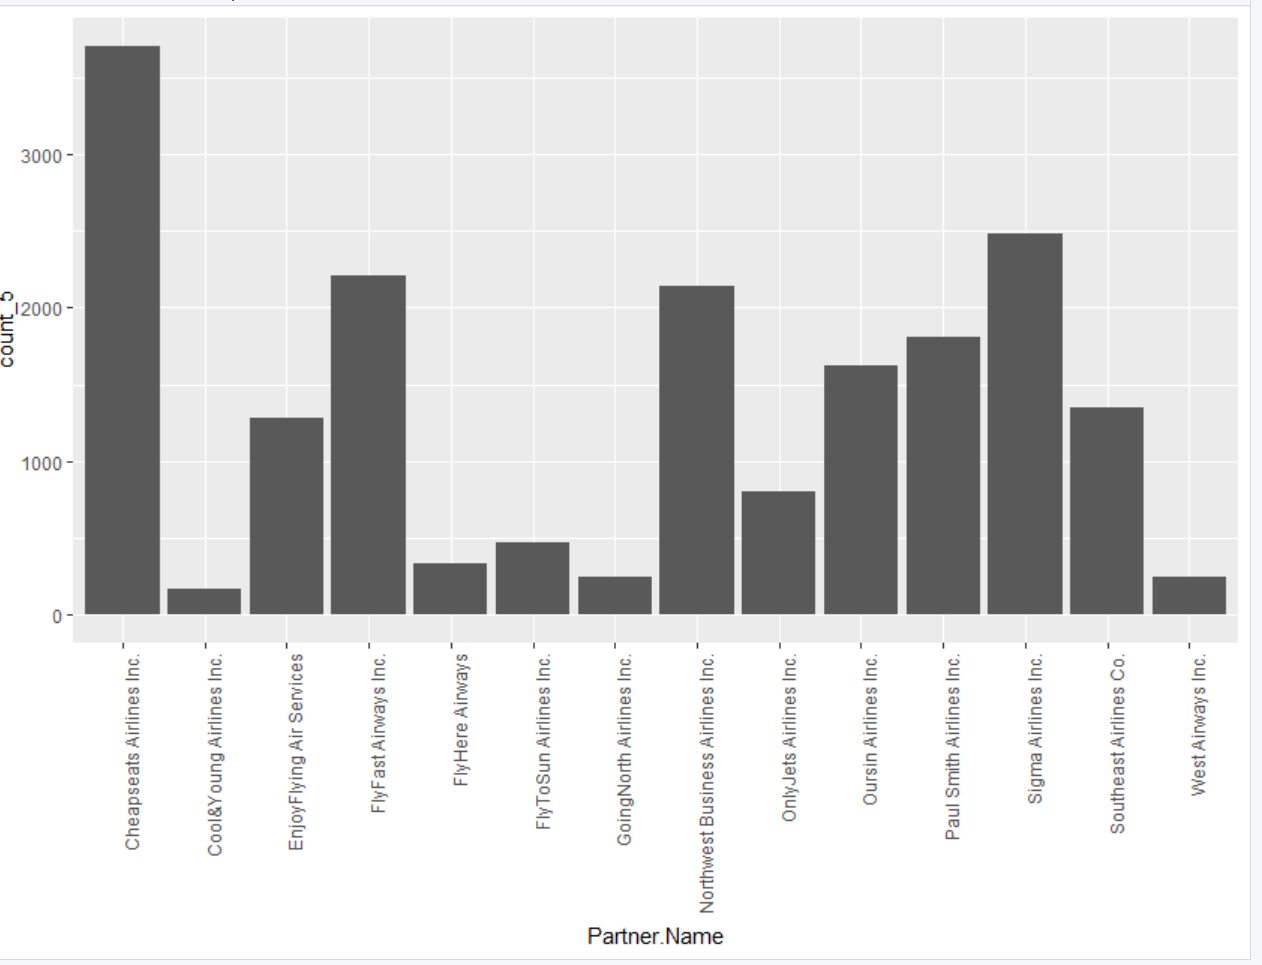 3000
2000
1000
0
count_5
Cheapseats Airlines Inc.
Cool&Young Airlines Inc.
EnjoyFlying Air Services
FlyFast Airways Inc.
FlyHere Airways
FlyToSun Airlines Inc.
GoingNorth Airlines Inc.
Northwest Business Airlines Inc.
OnlyJets Airlines Inc.
Oursin Airlines Inc.
Paul Smith Airlines Inc.
Sigma Airlines Inc.
Southeast Airlines Co.
West Airways Inc.
Partner.Name